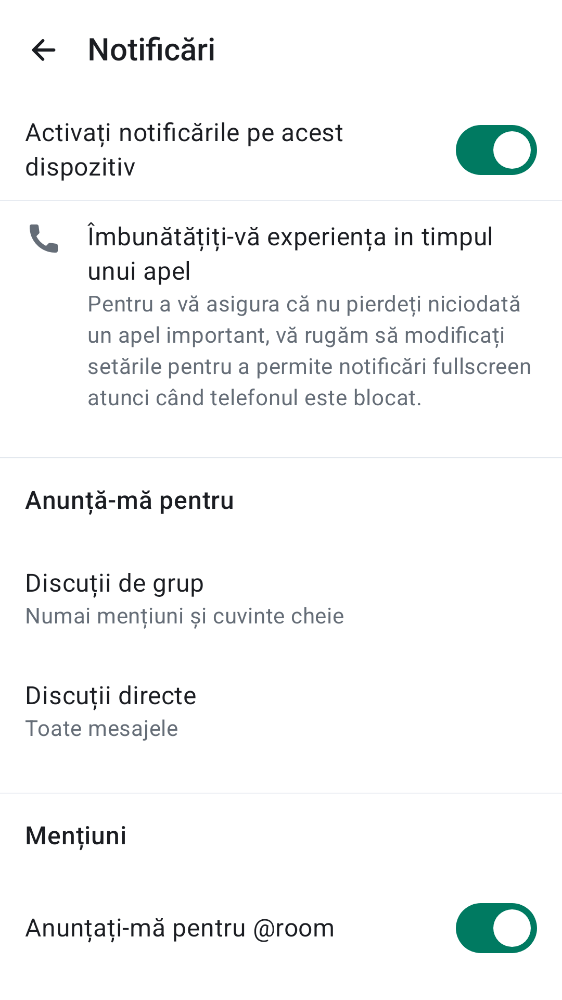 Notificări
Activați notificările pe acest
dispozitiv
Îmbunătățiți-vă experiența in timpul
unui apel
Pentru a vă asigura că nu pierdeți niciodată
un apel important, vă rugăm să modificați
setările pentru a permite notificări fullscreen
atunci când telefonul este blocat.
Anunță-mă pentru
Discuții de grup
Numai mențiuni și cuvinte cheie
Discuții directe
Toate mesajele
Mențiuni
Anunțați-mă pentru @room